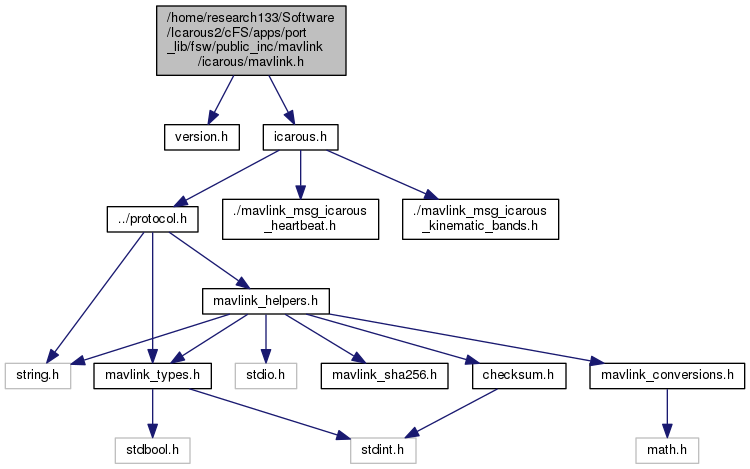 /home/research133/Software
/Icarous2/cFS/apps/port
_lib/fsw/public_inc/mavlink
/icarous/mavlink.h
version.h
icarous.h
../protocol.h
./mavlink_msg_icarous
_heartbeat.h
./mavlink_msg_icarous
_kinematic_bands.h
mavlink_helpers.h
string.h
mavlink_types.h
stdio.h
mavlink_sha256.h
checksum.h
mavlink_conversions.h
stdbool.h
stdint.h
math.h